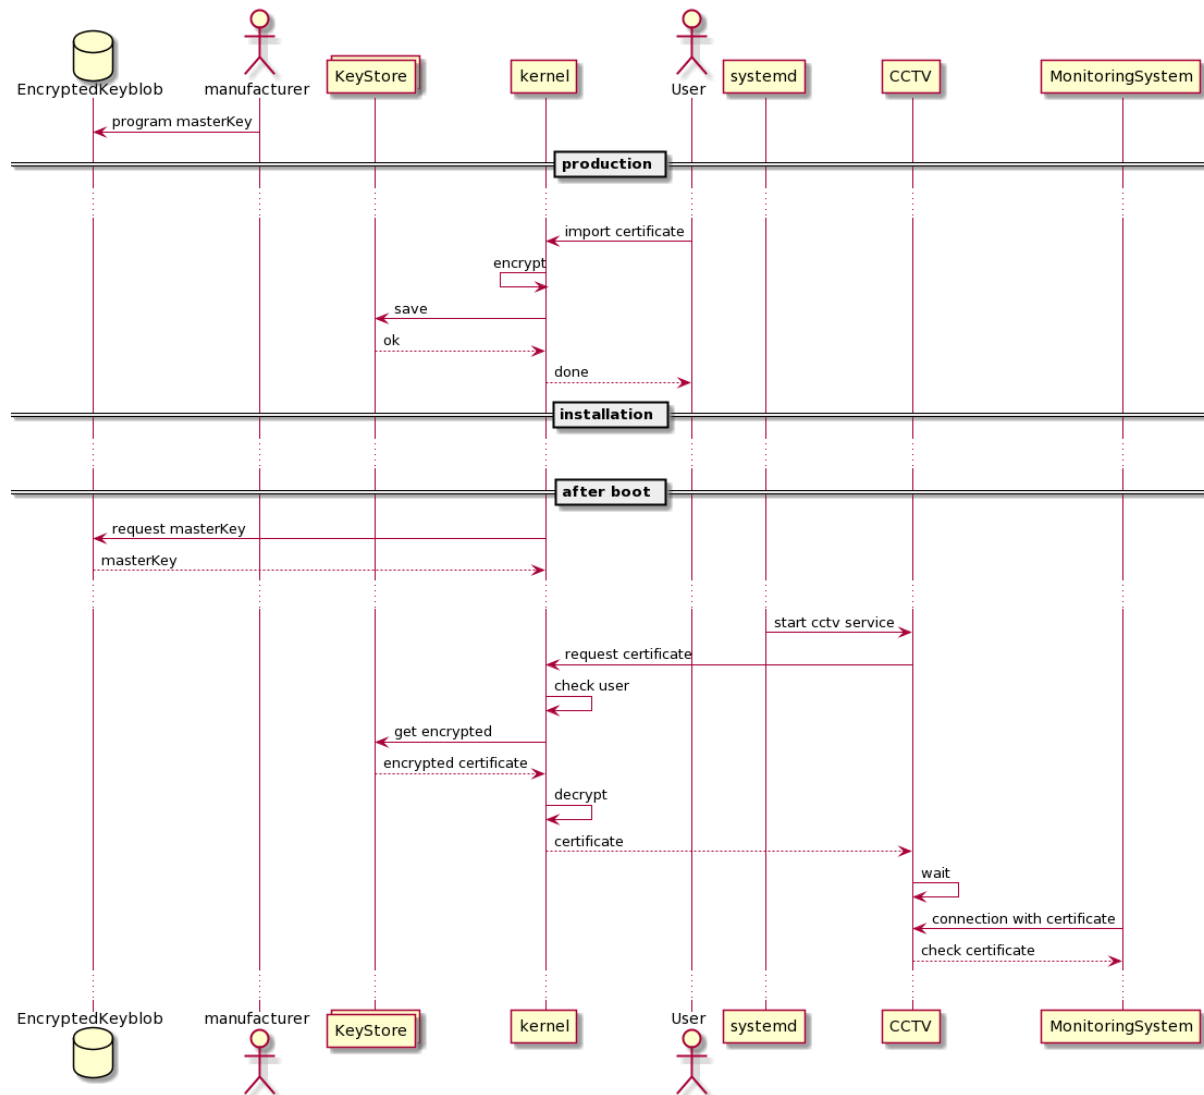 EncryptedKeyblob
manufacturer
KeyStore
kernel
User
systemd
CCTV
MonitoringSystem
program masterKey
production
import certificate
encrypt
save
ok
done
installation
after boot
request masterKey
masterKey
start cctv service
request certificate
check user
get encrypted
encrypted certificate
decrypt
certificate
wait
connection with certificate
check certificate
EncryptedKeyblob
manufacturer
KeyStore
kernel
User
systemd
CCTV
MonitoringSystem